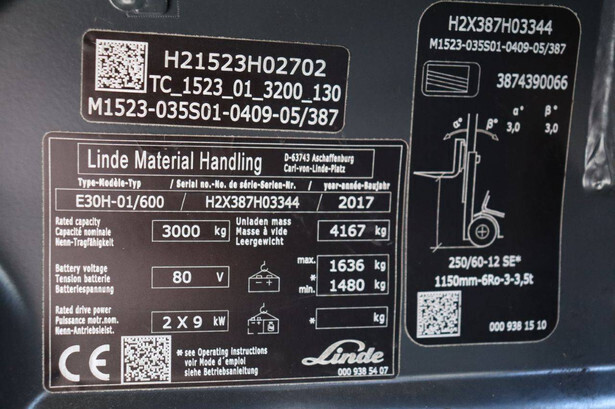 H21523H02702
TC_1523_01_3200_130
M1523-035S01-0409-05/387
Linde Material Handling
D-63743 Aschaffenburg
Carl-von-Linde-Platz
Type-Modèle-Typ / Serial no.-No. de série-Serien-Nr. / year-année-Baujahr
E30H-01/600 / H2X387H03344 / 2017
Rated capacity
Capacité nominale
Nenn-Tragfähigkeit
3000 kg
Unladen mass
Masse à vide
Leergewicht
4167 kg
Battery voltage
Tension batterie
Batteriespannung
80 V
max. 1636 kg
*
min. 1480 kg
Rated drive power
Puissance motr.nom.
Nenn-Antriebsleist.
2 X 9 kW
* kg
CE
* see Operating instructions
voir Mode d'emploi
siehe Betriebsanleitung
Linde
000 938 54 07
H2X387H03344
M1523-035S01-0409-05/387
3874390066
α° β°
3,0 3,0
α° β°
250/60-12 SE*
1150mm-6Ro-3-3,5t
000 938 15 10